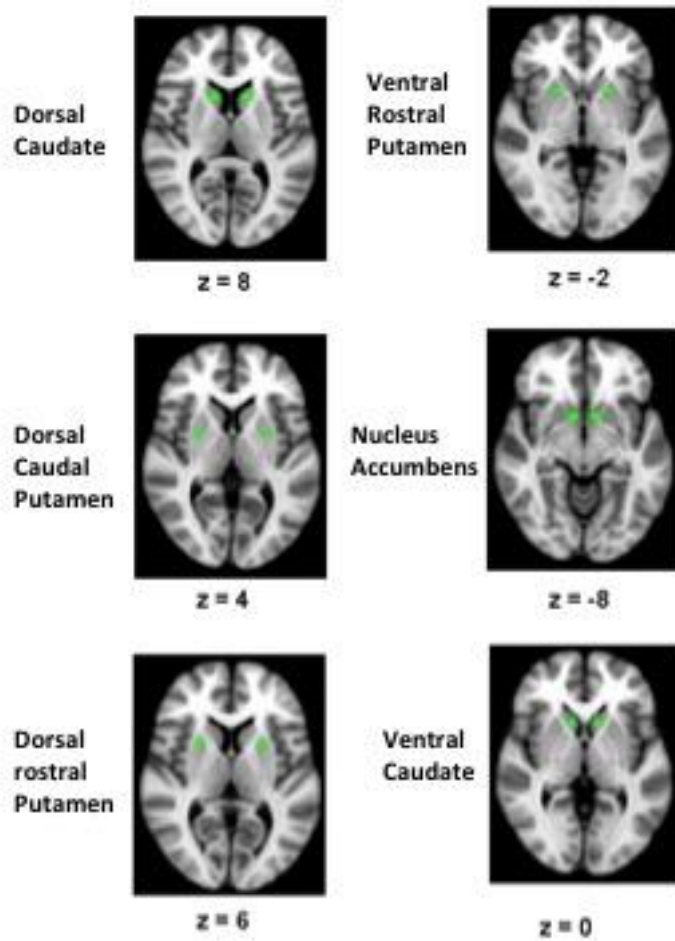 Dorsal
Caudate
z = 8
Ventral
Rostral
Putamen
z = -2
Dorsal
Caudal
Putamen
z = 4
Nucleus
Accumbens
z = -8
Dorsal
rostral
Putamen
z = 6
Ventral
Caudate
z = 0